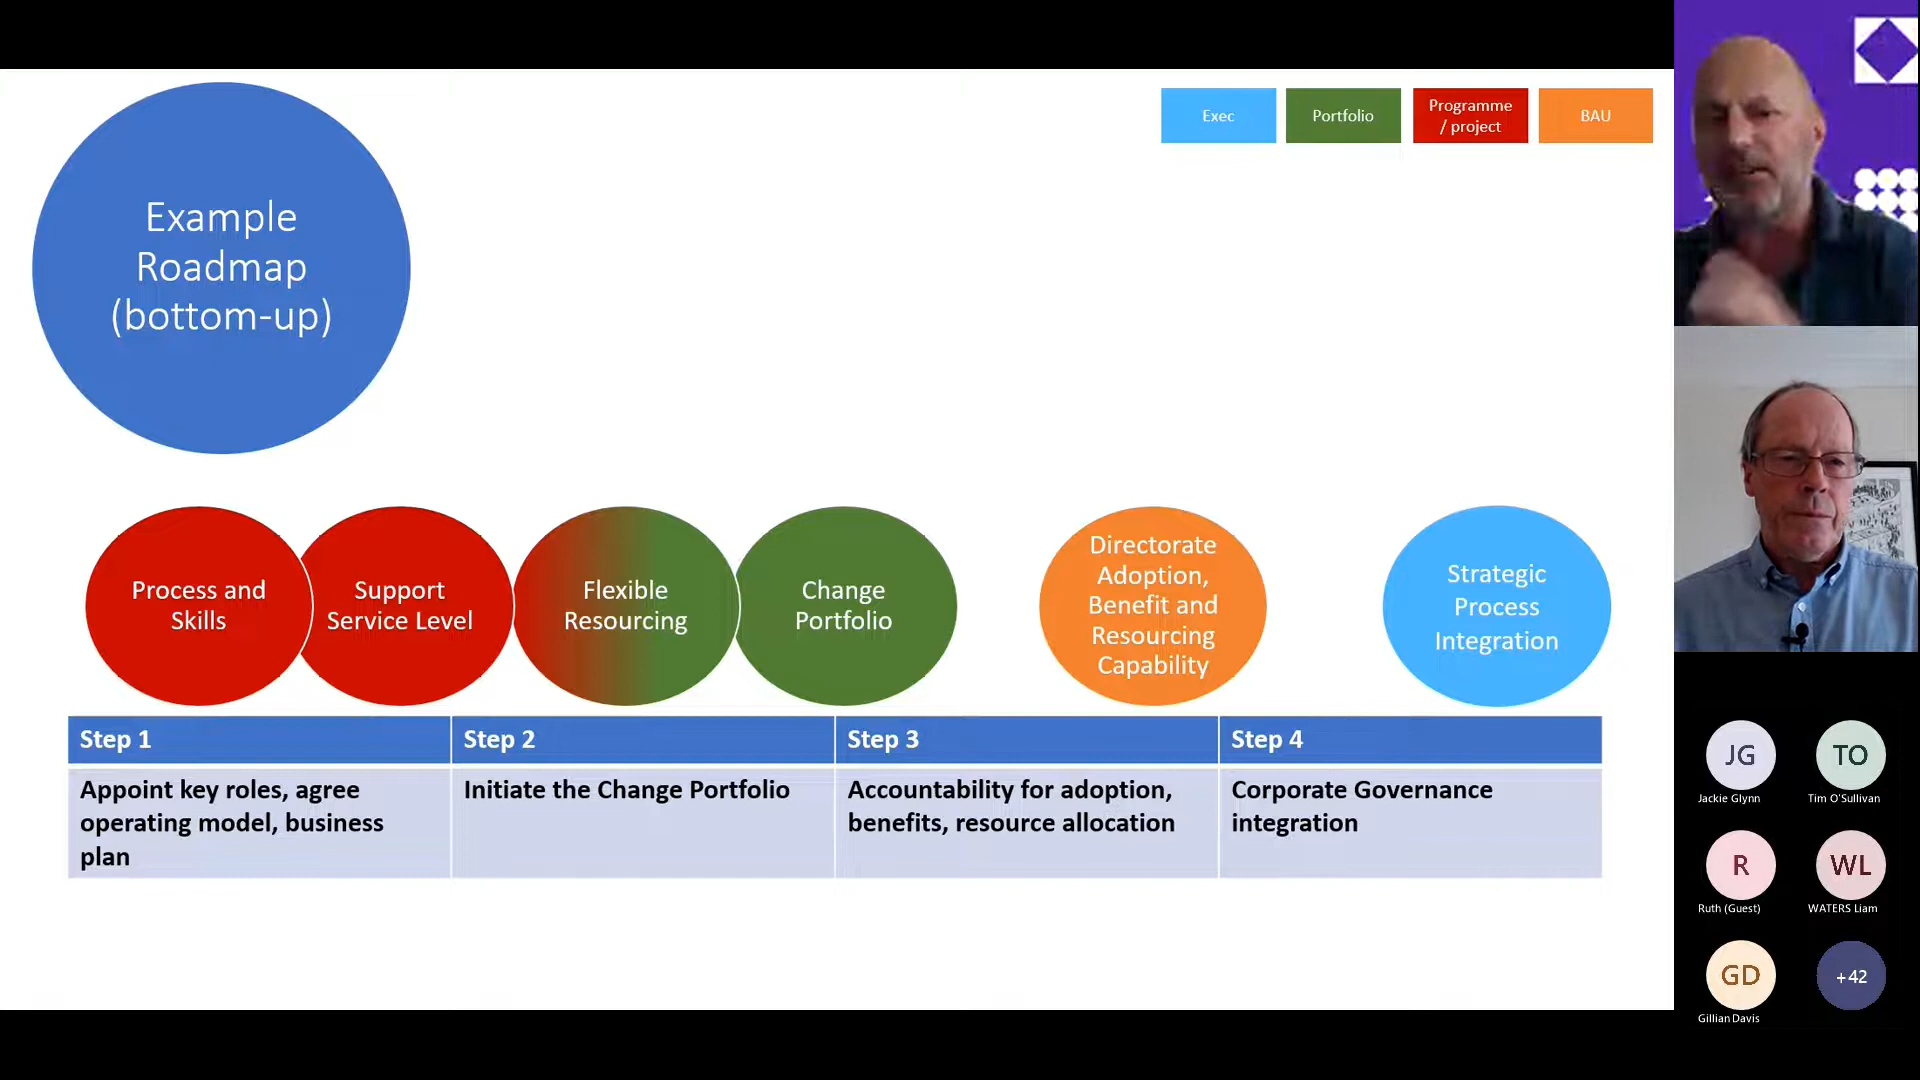 Example
Roadmap
(bottom-up)
Exec
Portfolio
Programme
/ project
BAU
Process and
Skills
Support
Service Level
Flexible
Resourcing
Change
Portfolio
Directorate
Adoption,
Benefit and
Resourcing
Capability
Strategic
Process
Integration
Step 1
Step 2
Step 3
Step 4
Appoint key roles, agree
operating model, business
plan
Initiate the Change Portfolio
Accountability for adoption,
benefits, resource allocation
Corporate Governance
integration
JG
Jackie Glynn
TO
Tim O'Sullivan
R
Ruth (Guest)
WL
WATERS Liam
GD
Gillian Davis
+42